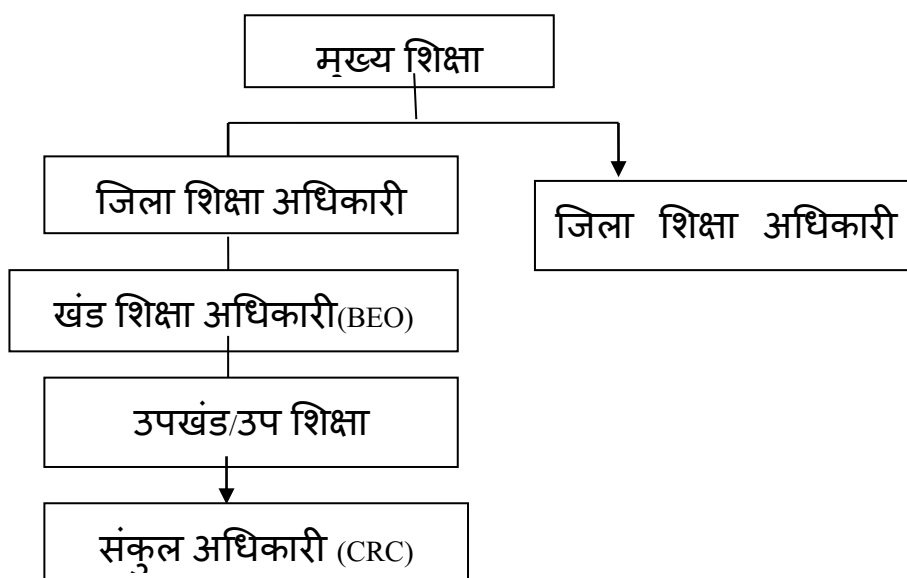 मुख्य शिक्षा
जिला शिक्षा अधिकारी
जिला शिक्षा अधिकारी
खंड शिक्षा अधिकारी(BEO)
उपखंड/उप शिक्षा
संकुल अधिकारी (CRC)